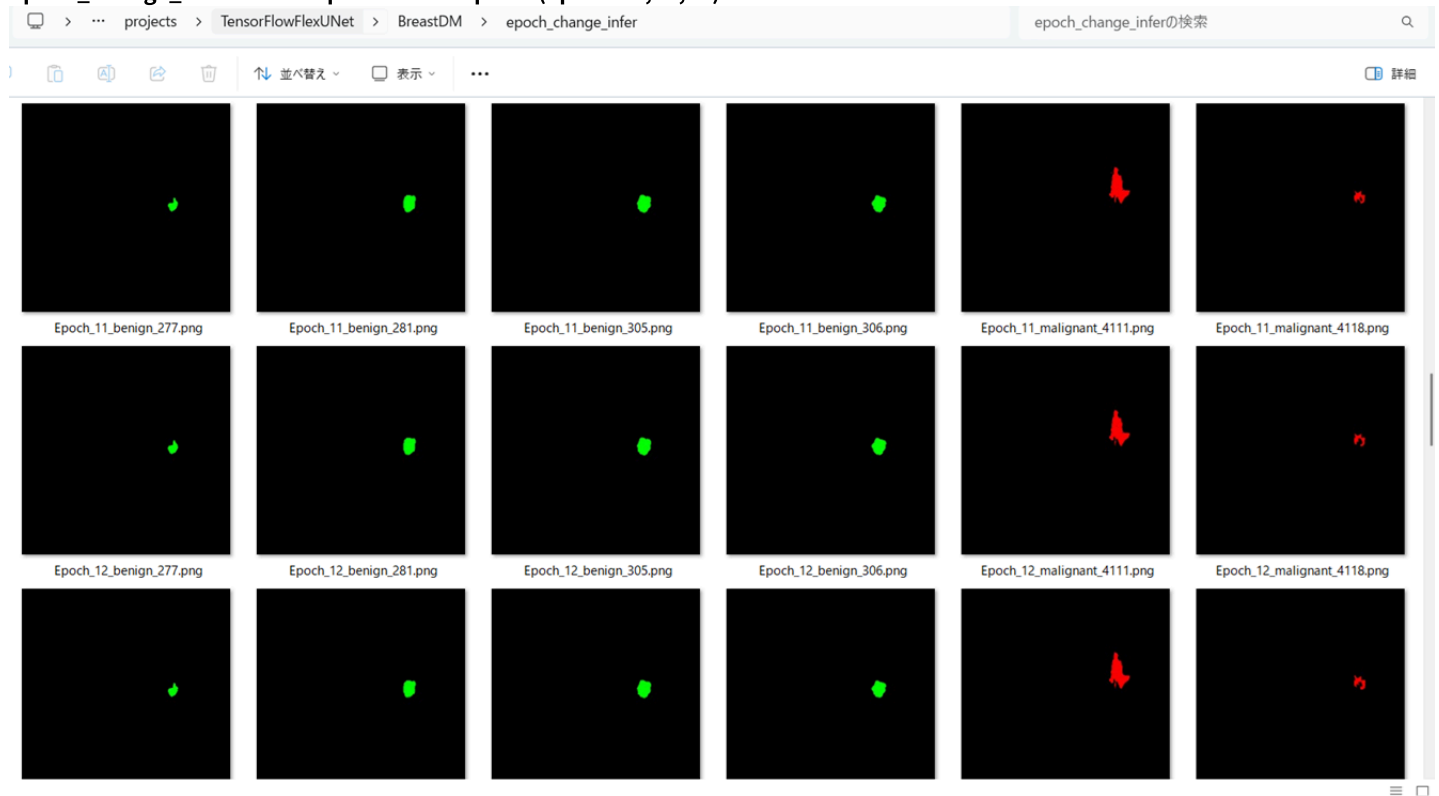 projects > TensorFlowFlexUNet > BreastDM > epoch_change_infer
epoch_change_inferの検索
並べ替え 表示 ... 詳細
Epoch_11_benign_277.png Epoch_11_benign_281.png Epoch_11_benign_305.png Epoch_11_benign_306.png Epoch_11_malignant_4111.png Epoch_11_malignant_4118.png
Epoch_12_benign_277.png Epoch_12_benign_281.png Epoch_12_benign_305.png Epoch_12_benign_306.png Epoch_12_malignant_4111.png Epoch_12_malignant_4118.png